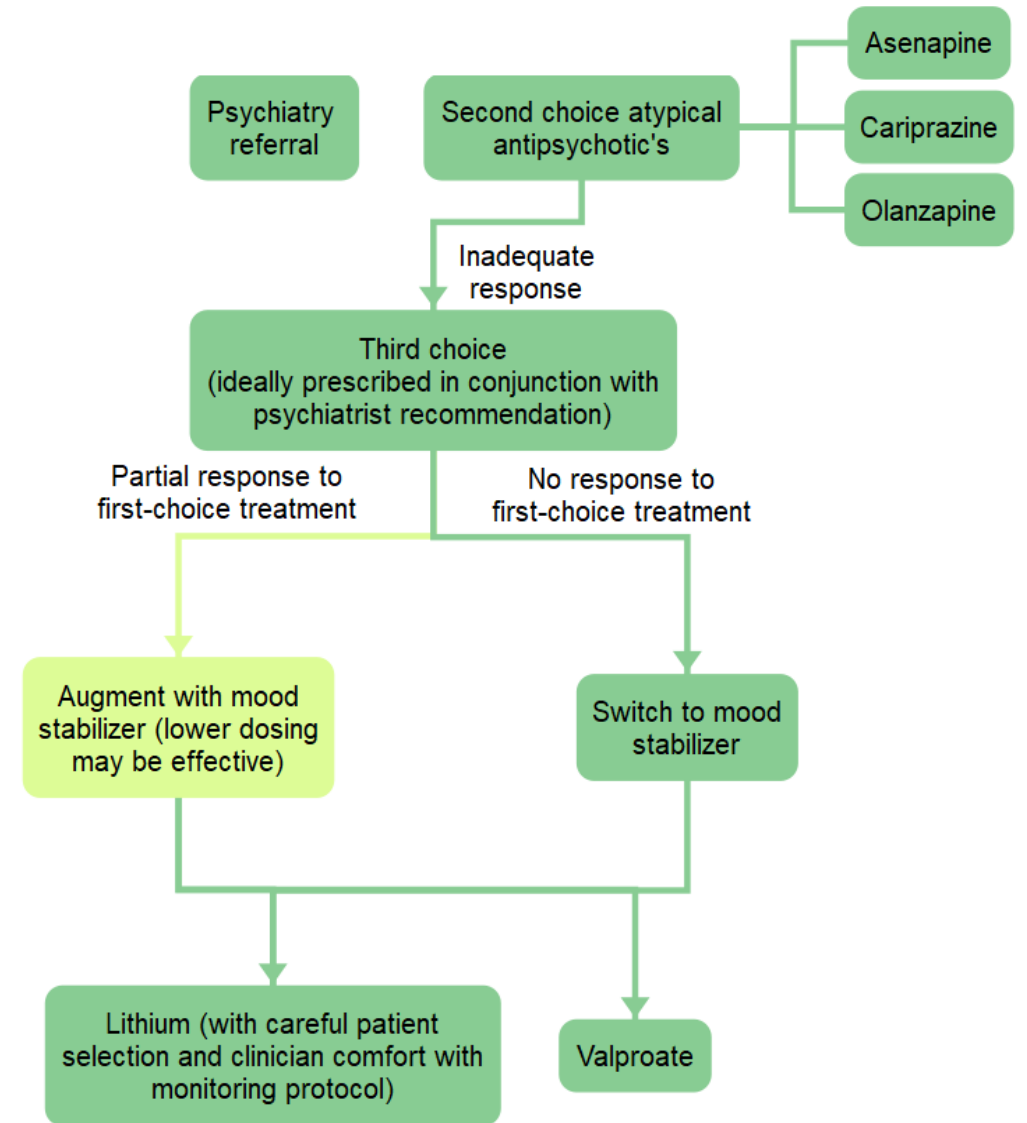 Asenapine
Psychiatry
referral
Second choice atypical
antipsychotic's
Cariprazine
Olanzapine
Inadequate
response
Third choice
(ideally prescribed in conjunction with
psychiatrist recommendation)
Partial response to
first-choice treatment
No response to
first-choice treatment
Augment with mood
stabilizer (lower dosing
may be effective)
Switch to mood
stabilizer
Lithium (with careful patient
selection and clinician comfort with
monitoring protocol)
Valproate